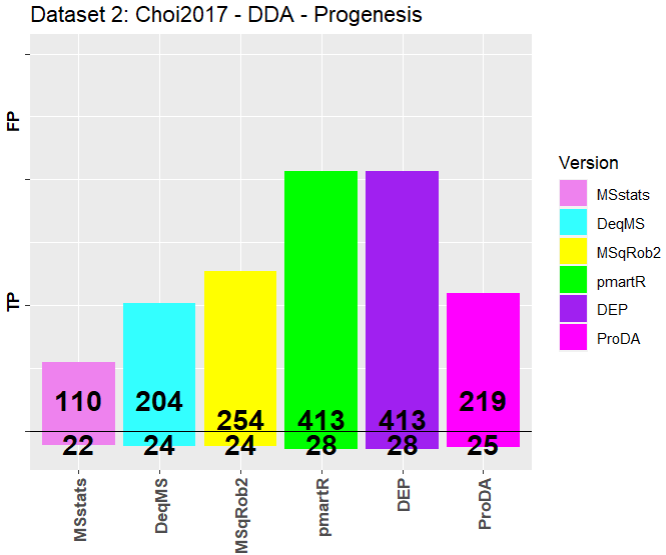 Dataset 2: Choi2017 - DDA - Progenesis
FP
TP
110
204
254
413
413
219
22
24
24
28
28
25
MSstats
DeqMS
MSqRob2
pmartR
DEP
ProDA
Version
MSstats
DeqMS
MSqRob2
pmartR
DEP
ProDA